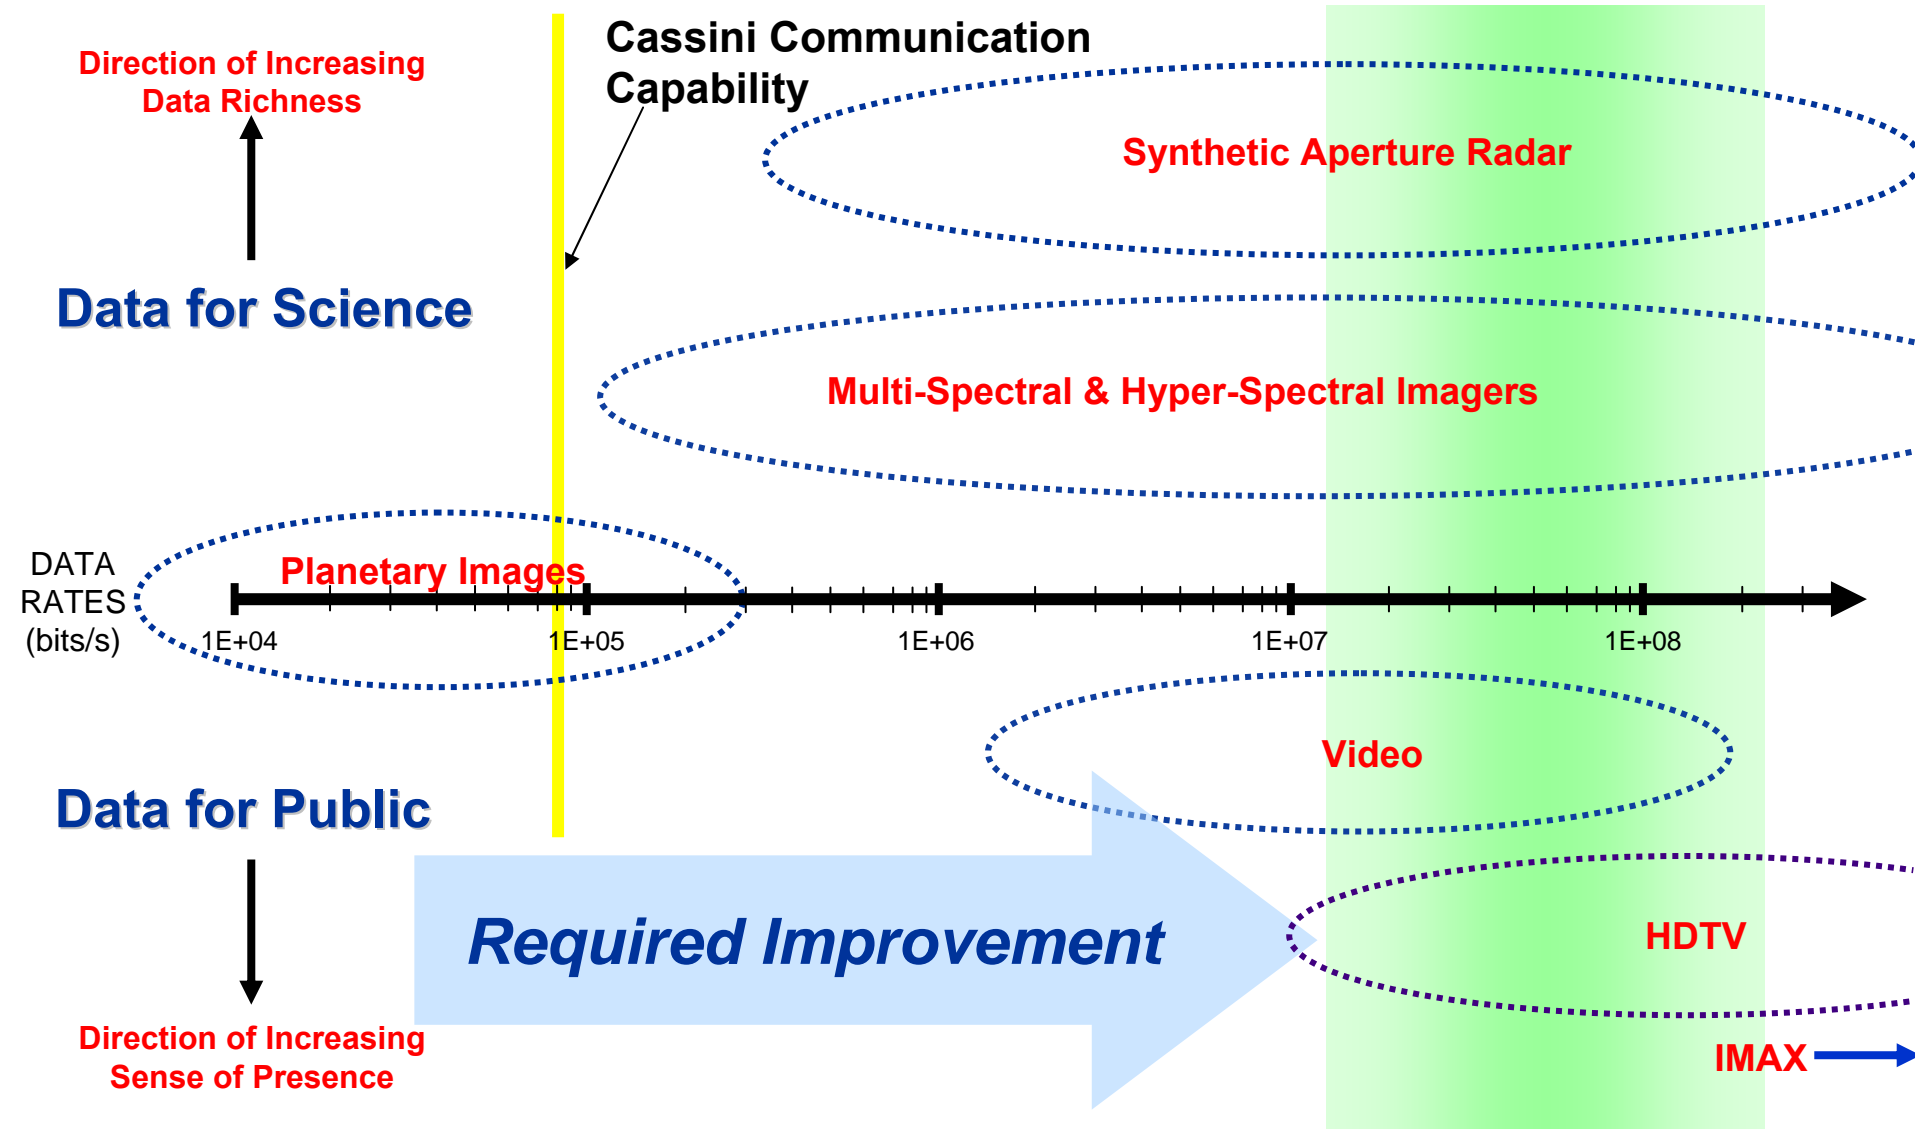 Cassini Communication
Capability
Direction of Increasing
Data Richness
Synthetic Aperture Radar
Data for Science
Multi-Spectral & Hyper-Spectral Imagers
Planetary Images
DATA
RATES
(bits/s)
1E+04
1E+05
1E+06
1E+07
1E+08
Video
Data for Public
Required Improvement
HDTV
Direction of Increasing
Sense of Presence
IMAX